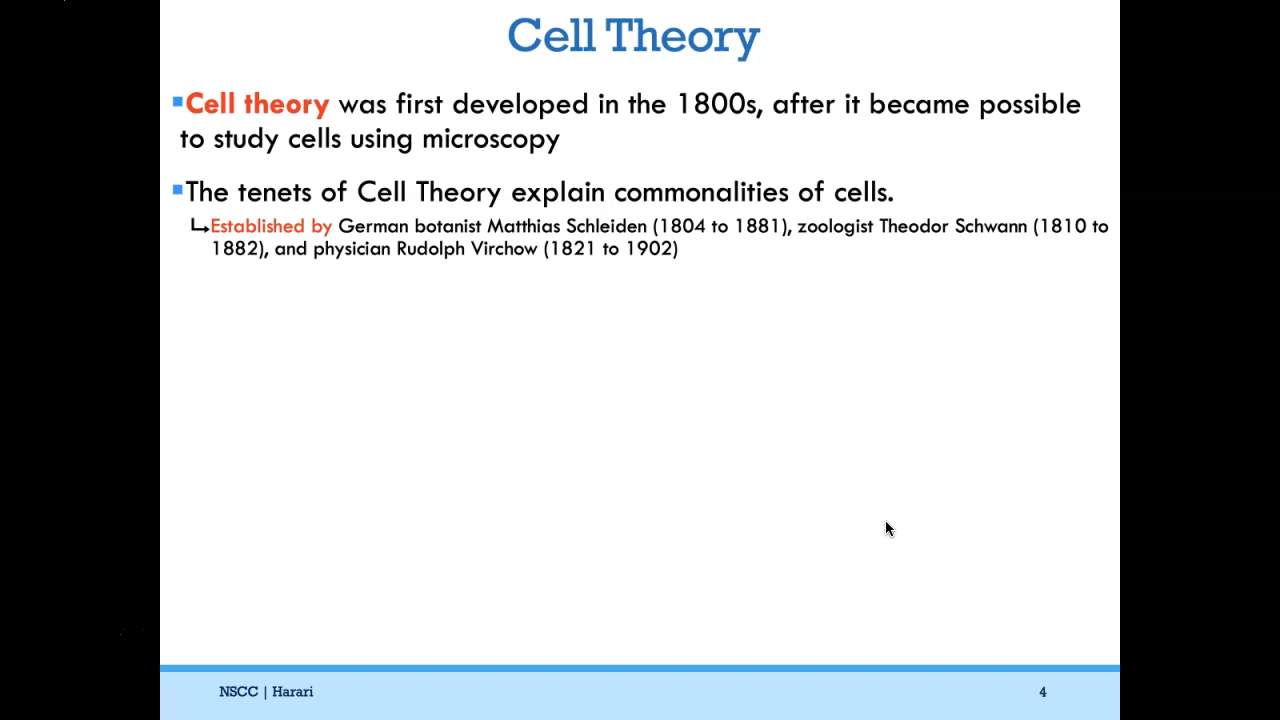 Cell Theory
▪Cell theory was first developed in the 1800s, after it became possible
to study cells using microscopy
▪The tenets of Cell Theory explain commonalities of cells.
↳Established by German botanist Matthias Schleiden (1804 to 1881), zoologist Theodor Schwann (1810 to
1882), and physician Rudolph Virchow (1821 to 1902)
NSCC | Harari
4